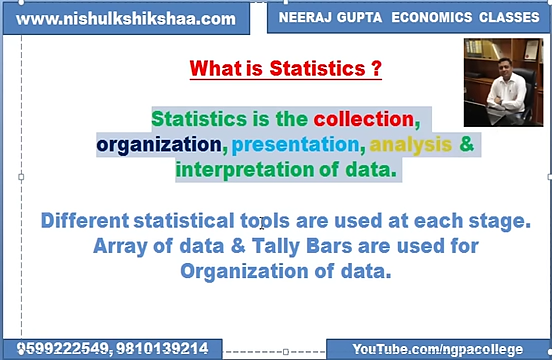 www.nishulkshikshaa.com
NEERAJ GUPTA ECONOMICS CLASSES
What is Statistics ?
Statistics is the collection,
organization, presentation, analysis &
interpretation of data.
Different statistical tools are used at each stage.
Array of data & Tally Bars are used for
Organization of data.
9599222549, 9810139214
YouTube.com/ngpacollege